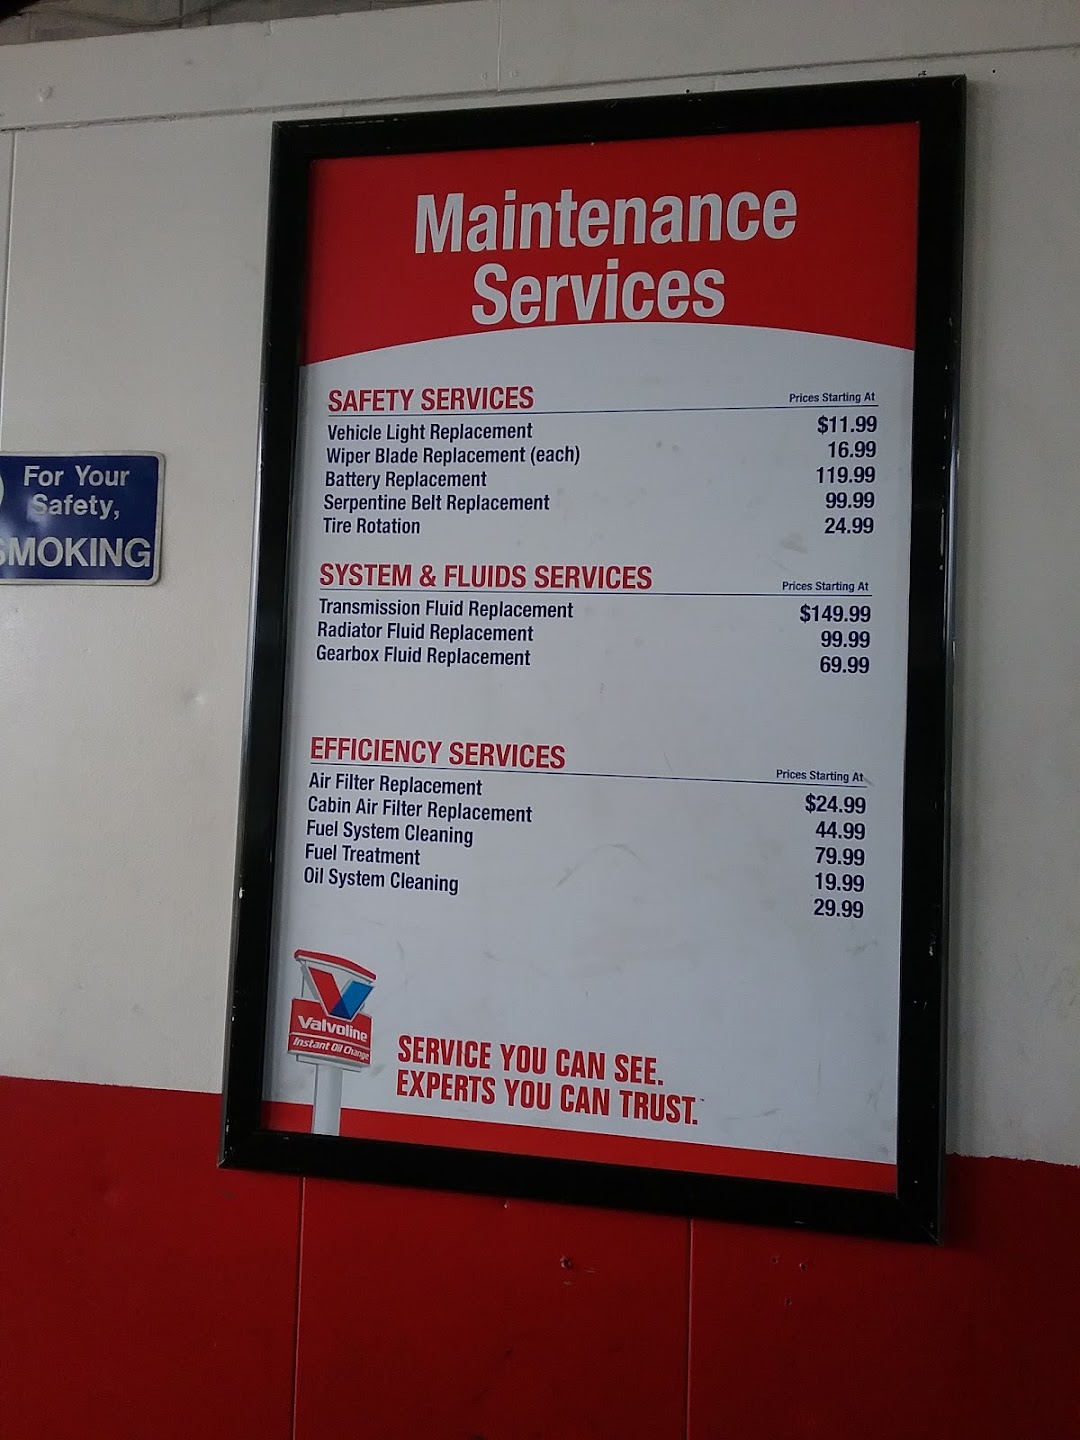 Maintenance
Services
SAFETY SERVICES Prices Starting At
Vehicle Light Replacement $11.99
Wiper Blade Replacement (each) 16.99
Battery Replacement 119.99
Serpentine Belt Replacement 99.99
Tire Rotation 24.99
SYSTEM & FLUIDS SERVICES Prices Starting At
Transmission Fluid Replacement $149.99
Radiator Fluid Replacement 99.99
Gearbox Fluid Replacement 69.99
EFFICIENCY SERVICES Prices Starting At
Air Filter Replacement $24.99
Cabin Air Filter Replacement 44.99
Fuel System Cleaning 79.99
Fuel Treatment 19.99
Oil System Cleaning 29.99
Valvoline
Instant Oil Change
SERVICE YOU CAN SEE.
EXPERTS YOU CAN TRUST.™
For Your
Safety,
SMOKING